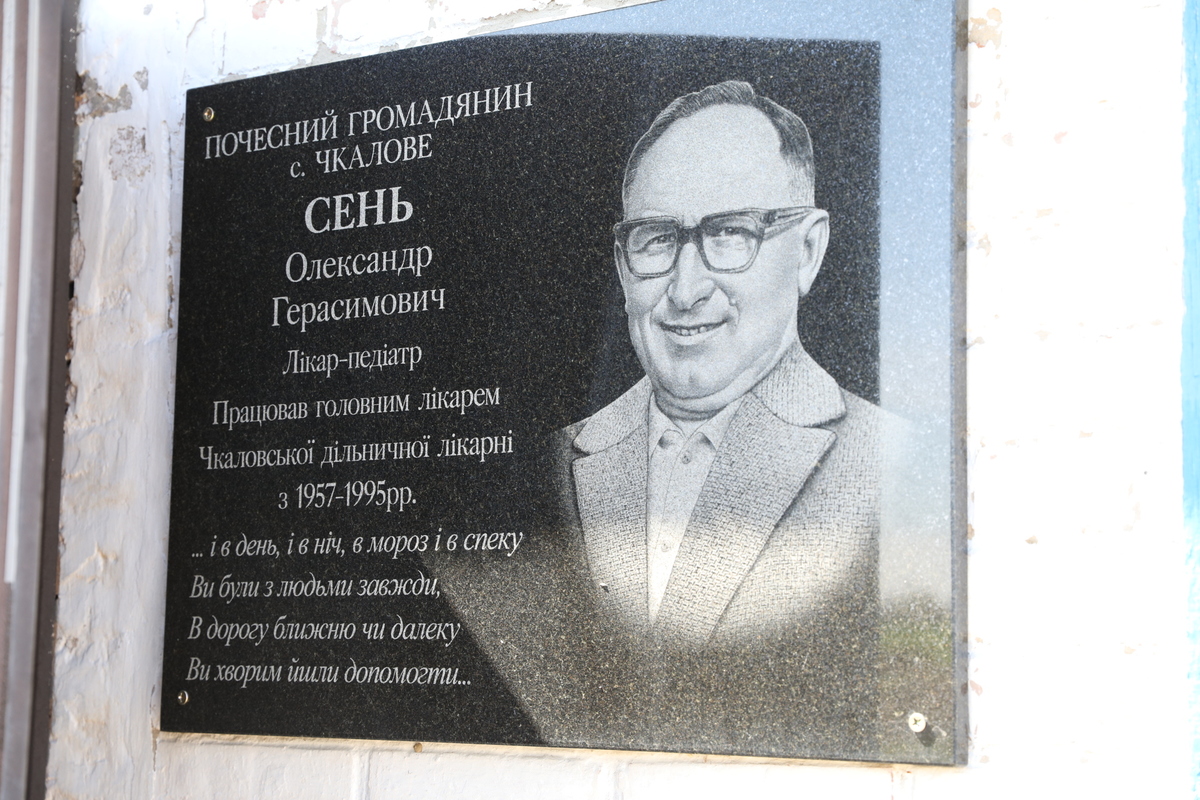 ПОЧЕСНИЙ ГРОМАДЯНИН
с. ЧКАЛОВЕ
СЕНЬ
Олександр
Герасимович
Лікар-педіатр
Працював головним лікарем
Чкаловської дільничної лікарні
з 1957-1995рр.
... і в день, і в ніч, в мороз і в спеку
Ви були з людьми завжди,
В дорогу ближню чи далеку
Ви хворим йшли допомогти...